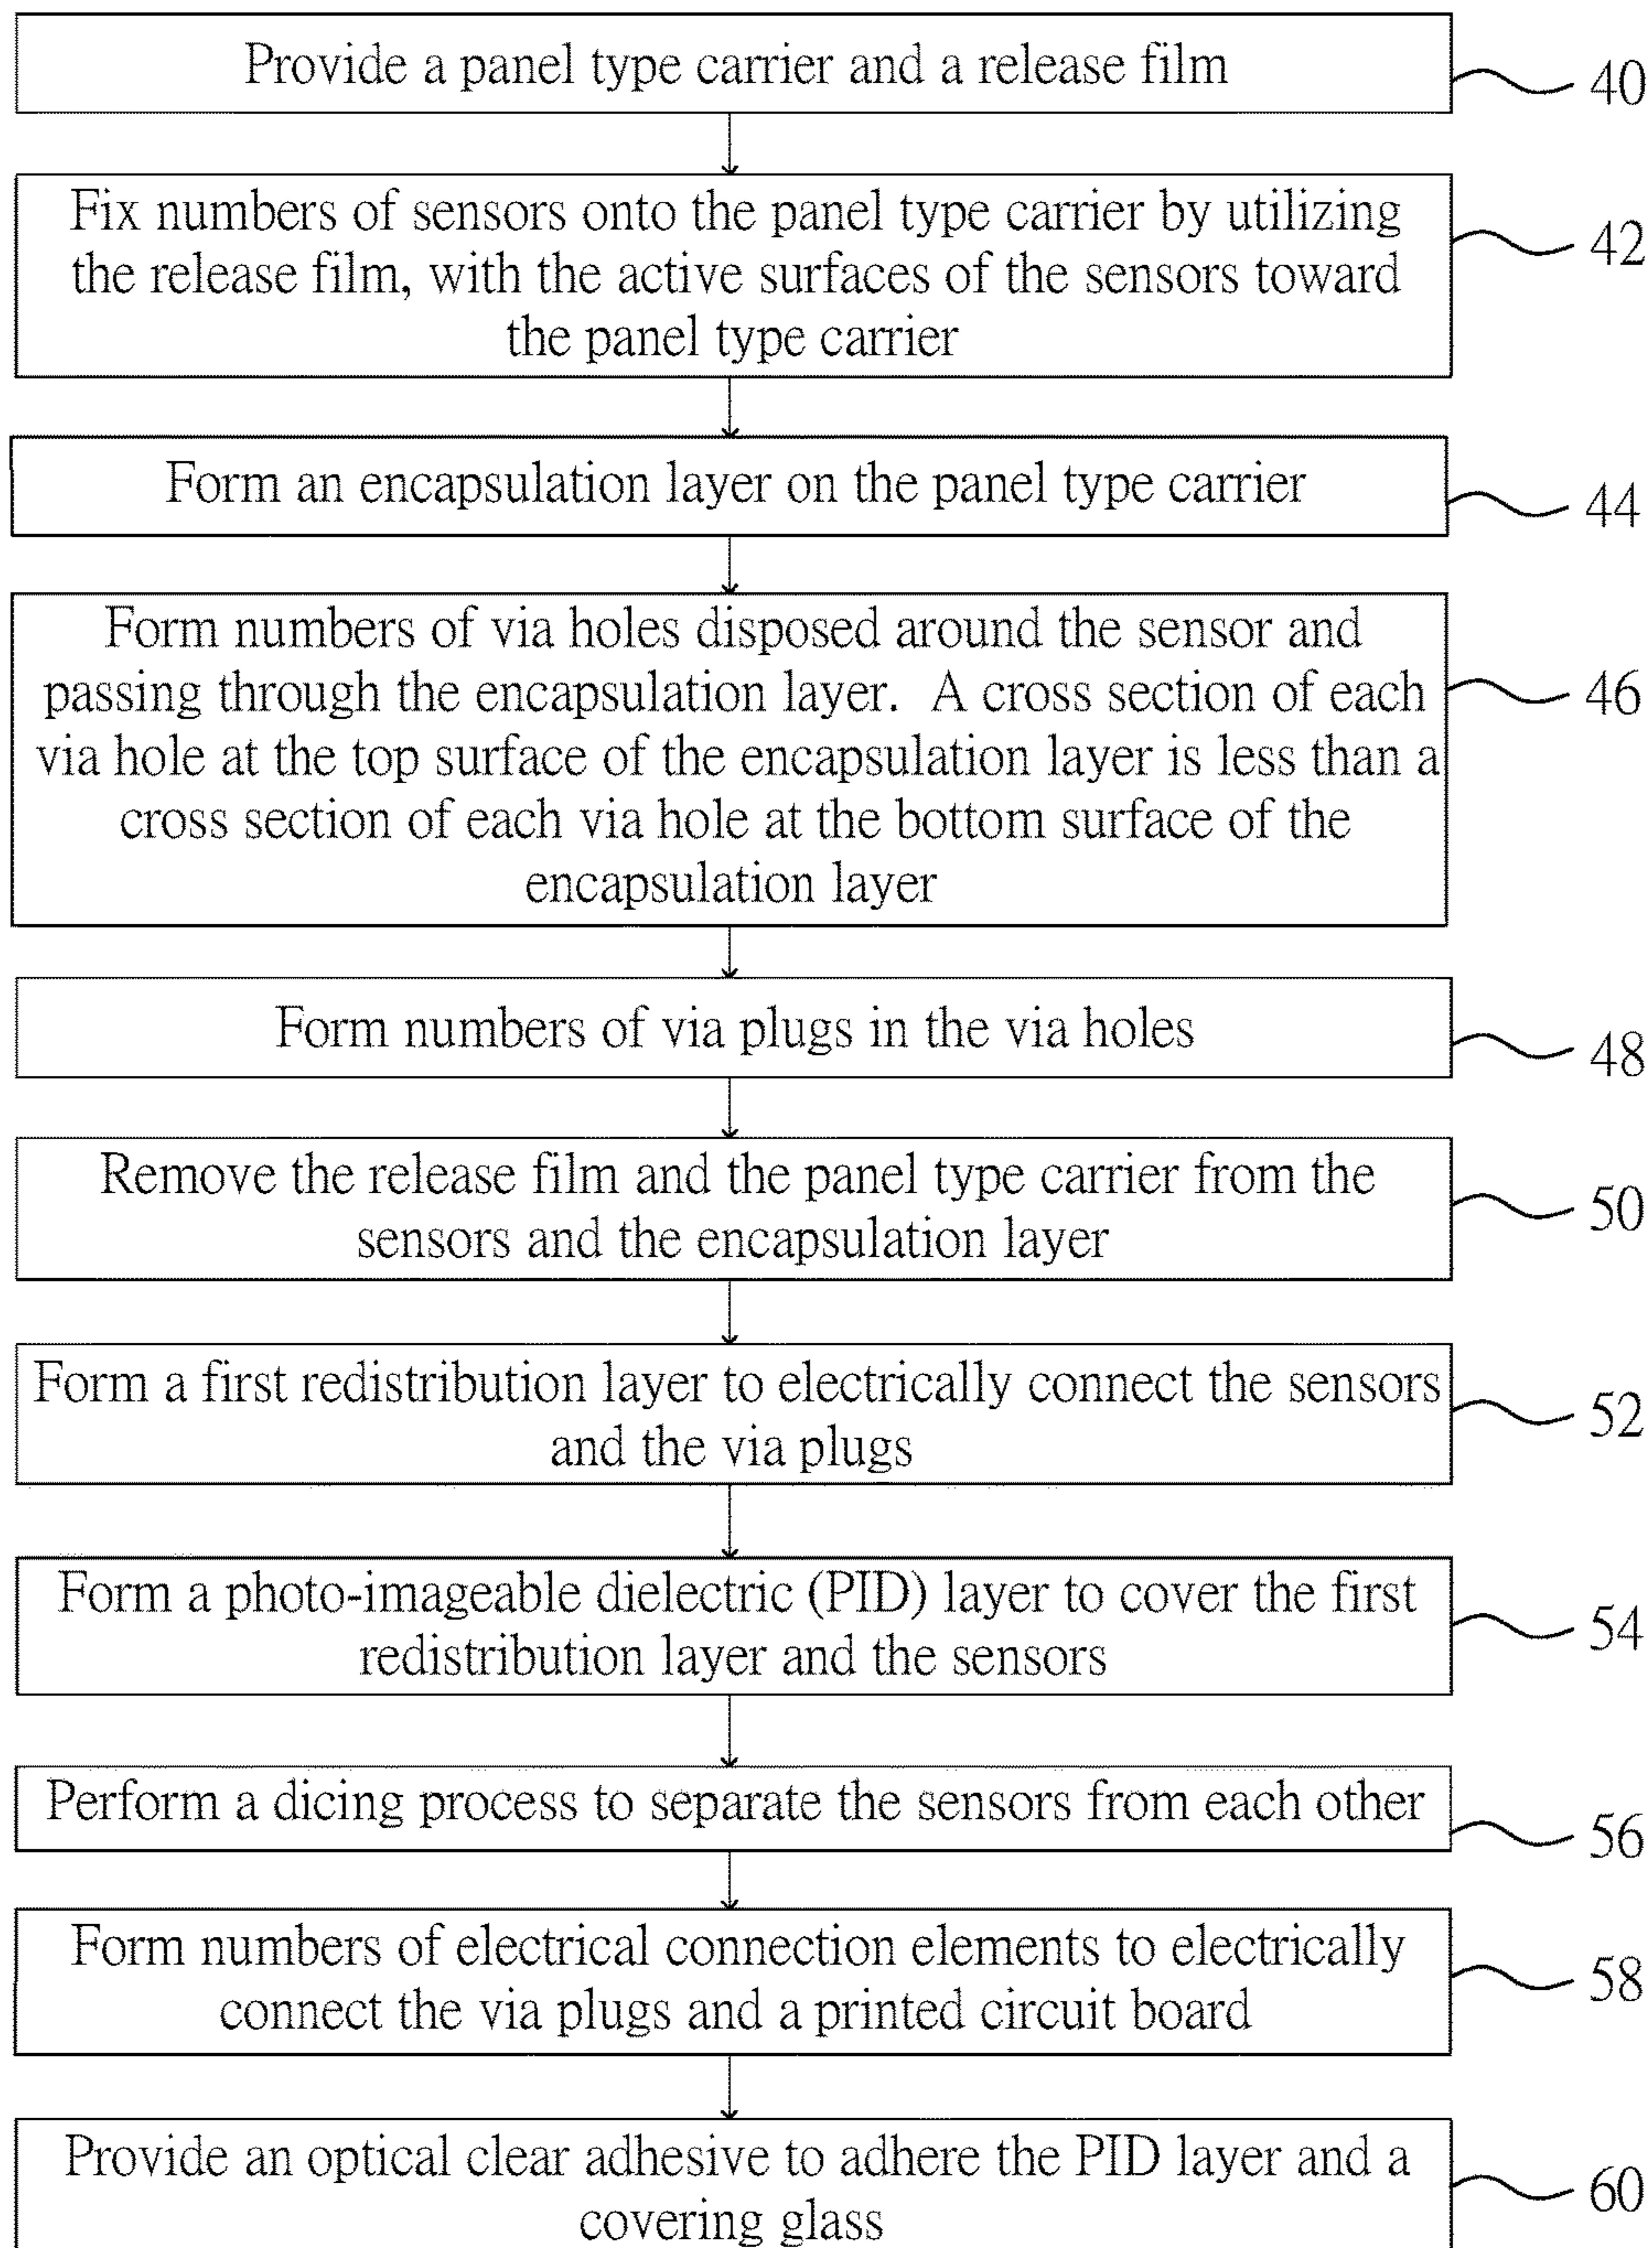 Provide a panel type carrier and a release film
40
Fix numbers of sensors onto the panel type carrier by utilizing
the release film, with the active surfaces of the sensors toward
the panel type carrier
42
Form an encapsulation layer on the panel type carrier
44
Form numbers of via holes disposed around the sensor and
passing through the encapsulation layer.  A cross section of each
via hole at the top surface of the encapsulation layer is less than a
cross section of each via hole at the bottom surface of the
encapsulation layer
46
Form numbers of via plugs in the via holes
48
Remove the release film and the panel type carrier from the
sensors and the encapsulation layer
50
Form a first redistribution layer to electrically connect the sensors
and the via plugs
52
Form a photo-imageable dielectric (PID) layer to cover the first
redistribution layer and the sensors
54
Perform a dicing process to separate the sensors from each other
56
Form numbers of electrical connection elements to electrically
connect the via plugs and a printed circuit board
58
Provide an optical clear adhesive to adhere the PID layer and a
covering glass
60